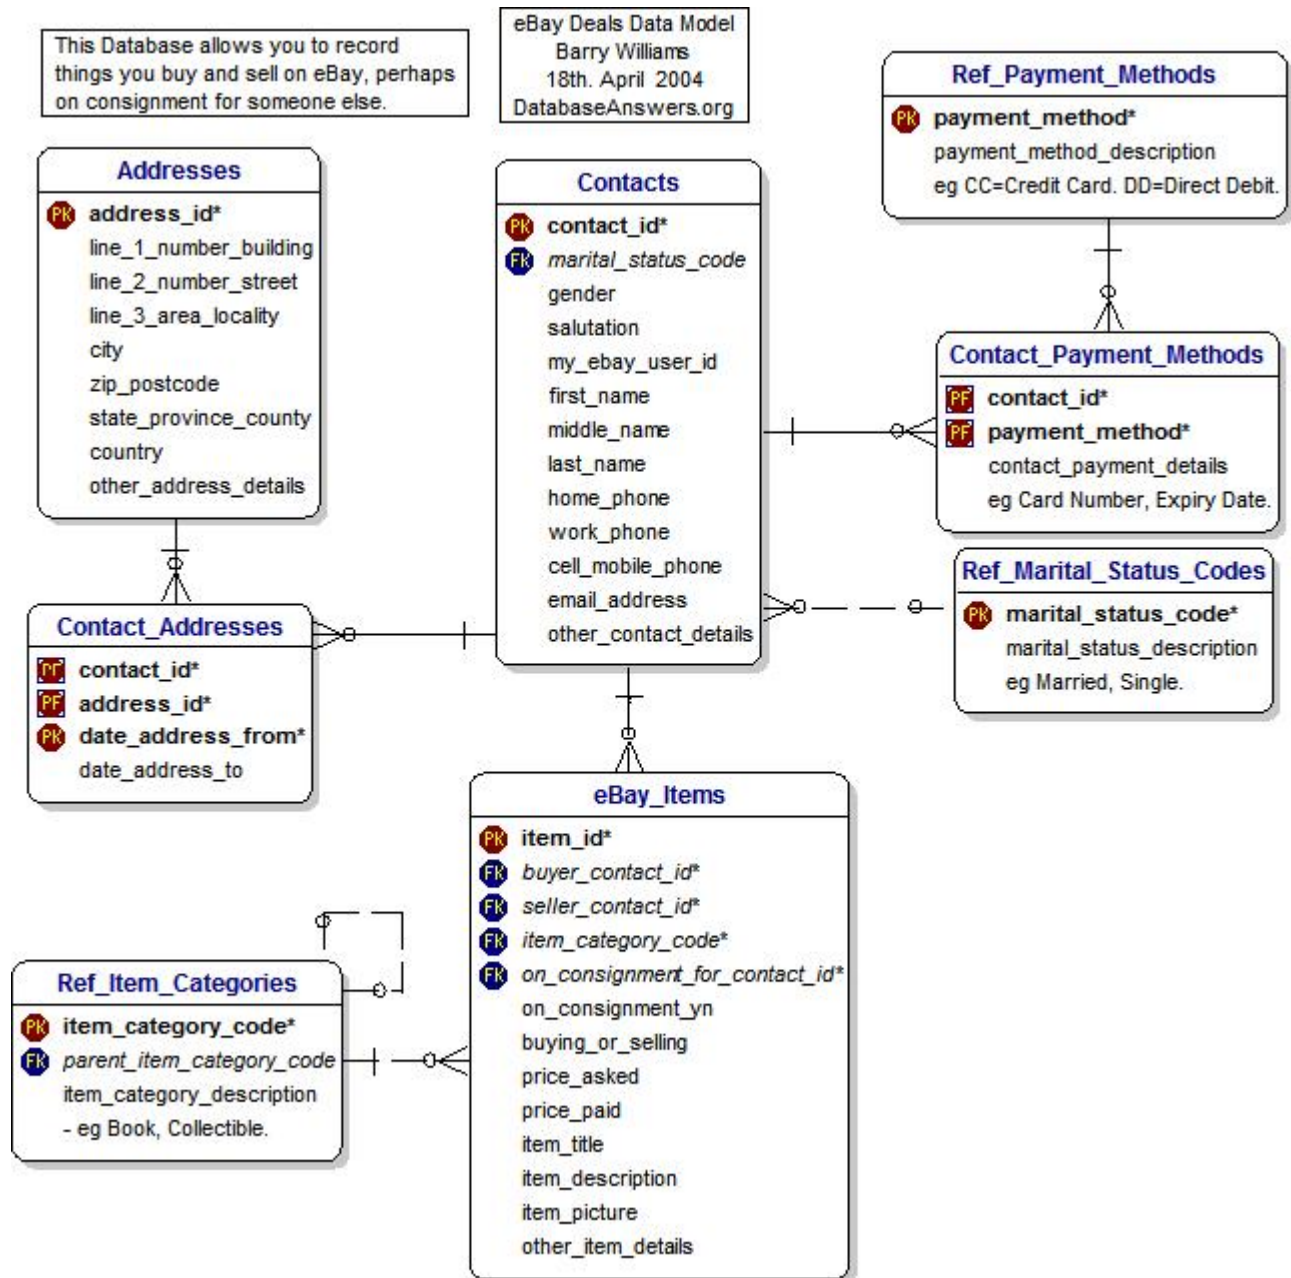 This Database allows you to record
things you buy and sell on eBay, perhaps
on consignment for someone else.
eBay Deals Data Model
Barry Williams
18th. April 2004
DatabaseAnswers.org
Ref_Payment_Methods
PK payment_method*
payment_method_description
eg CC=Credit Card. DD=Direct Debit.
Addresses
PK address_id*
line_1_number_building
line_2_number_street
line_3_area_locality
city
zip_postcode
state_province_county
country
other_address_details
Contacts
PK contact_id*
FK marital_status_code
gender
salutation
my_ebay_user_id
first_name
middle_name
last_name
home_phone
work_phone
cell_mobile_phone
email_address
other_contact_details
Contact_Payment_Methods
PF contact_id*
PF payment_method*
contact_payment_details
eg Card Number, Expiry Date.
Ref_Marital_Status_Codes
PK marital_status_code*
marital_status_description
eg Married, Single.
Contact_Addresses
PF contact_id*
PF address_id*
PK date_address_from*
date_address_to
eBay_Items
PK item_id*
FK buyer_contact_id*
FK seller_contact_id*
FK item_category_code*
FK on_consignment_for_contact_id*
on_consignment_yn
buying_or_selling
price_asked
price_paid
item_title
item_description
item_picture
other_item_details
Ref_Item_Categories
PK item_category_code*
FK parent_item_category_code
item_category_description
- eg Book, Collectible.